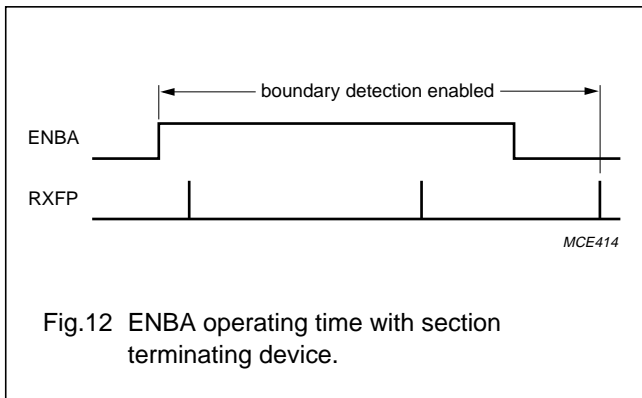 boundary detection enabled
ENBA
RXFP
MCE414
Fig.12 ENBA operating time with section
terminating device.